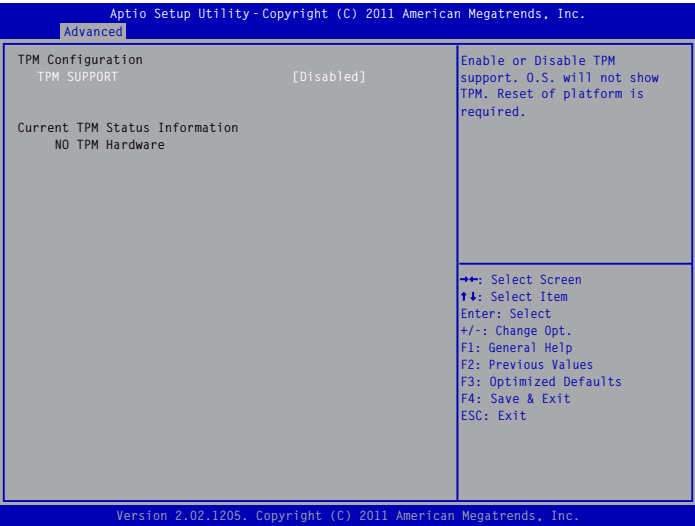 Aptio Setup Utility - Copyright (C) 2011 American Megatrends, Inc.
Advanced
TPM Configuration
TPM SUPPORT [Disabled]
Current TPM Status Information
NO TPM Hardware
Enable or Disable TPM
support. O.S. will not show
TPM. Reset of platform is
required.
→←: Select Screen
↑↓: Select Item
Enter: Select
+/-: Change Opt.
F1: General Help
F2: Previous Values
F3: Optimized Defaults
F4: Save & Exit
ESC: Exit
Version 2.02.1205. Copyright (C) 2011 American Megatrends, Inc.